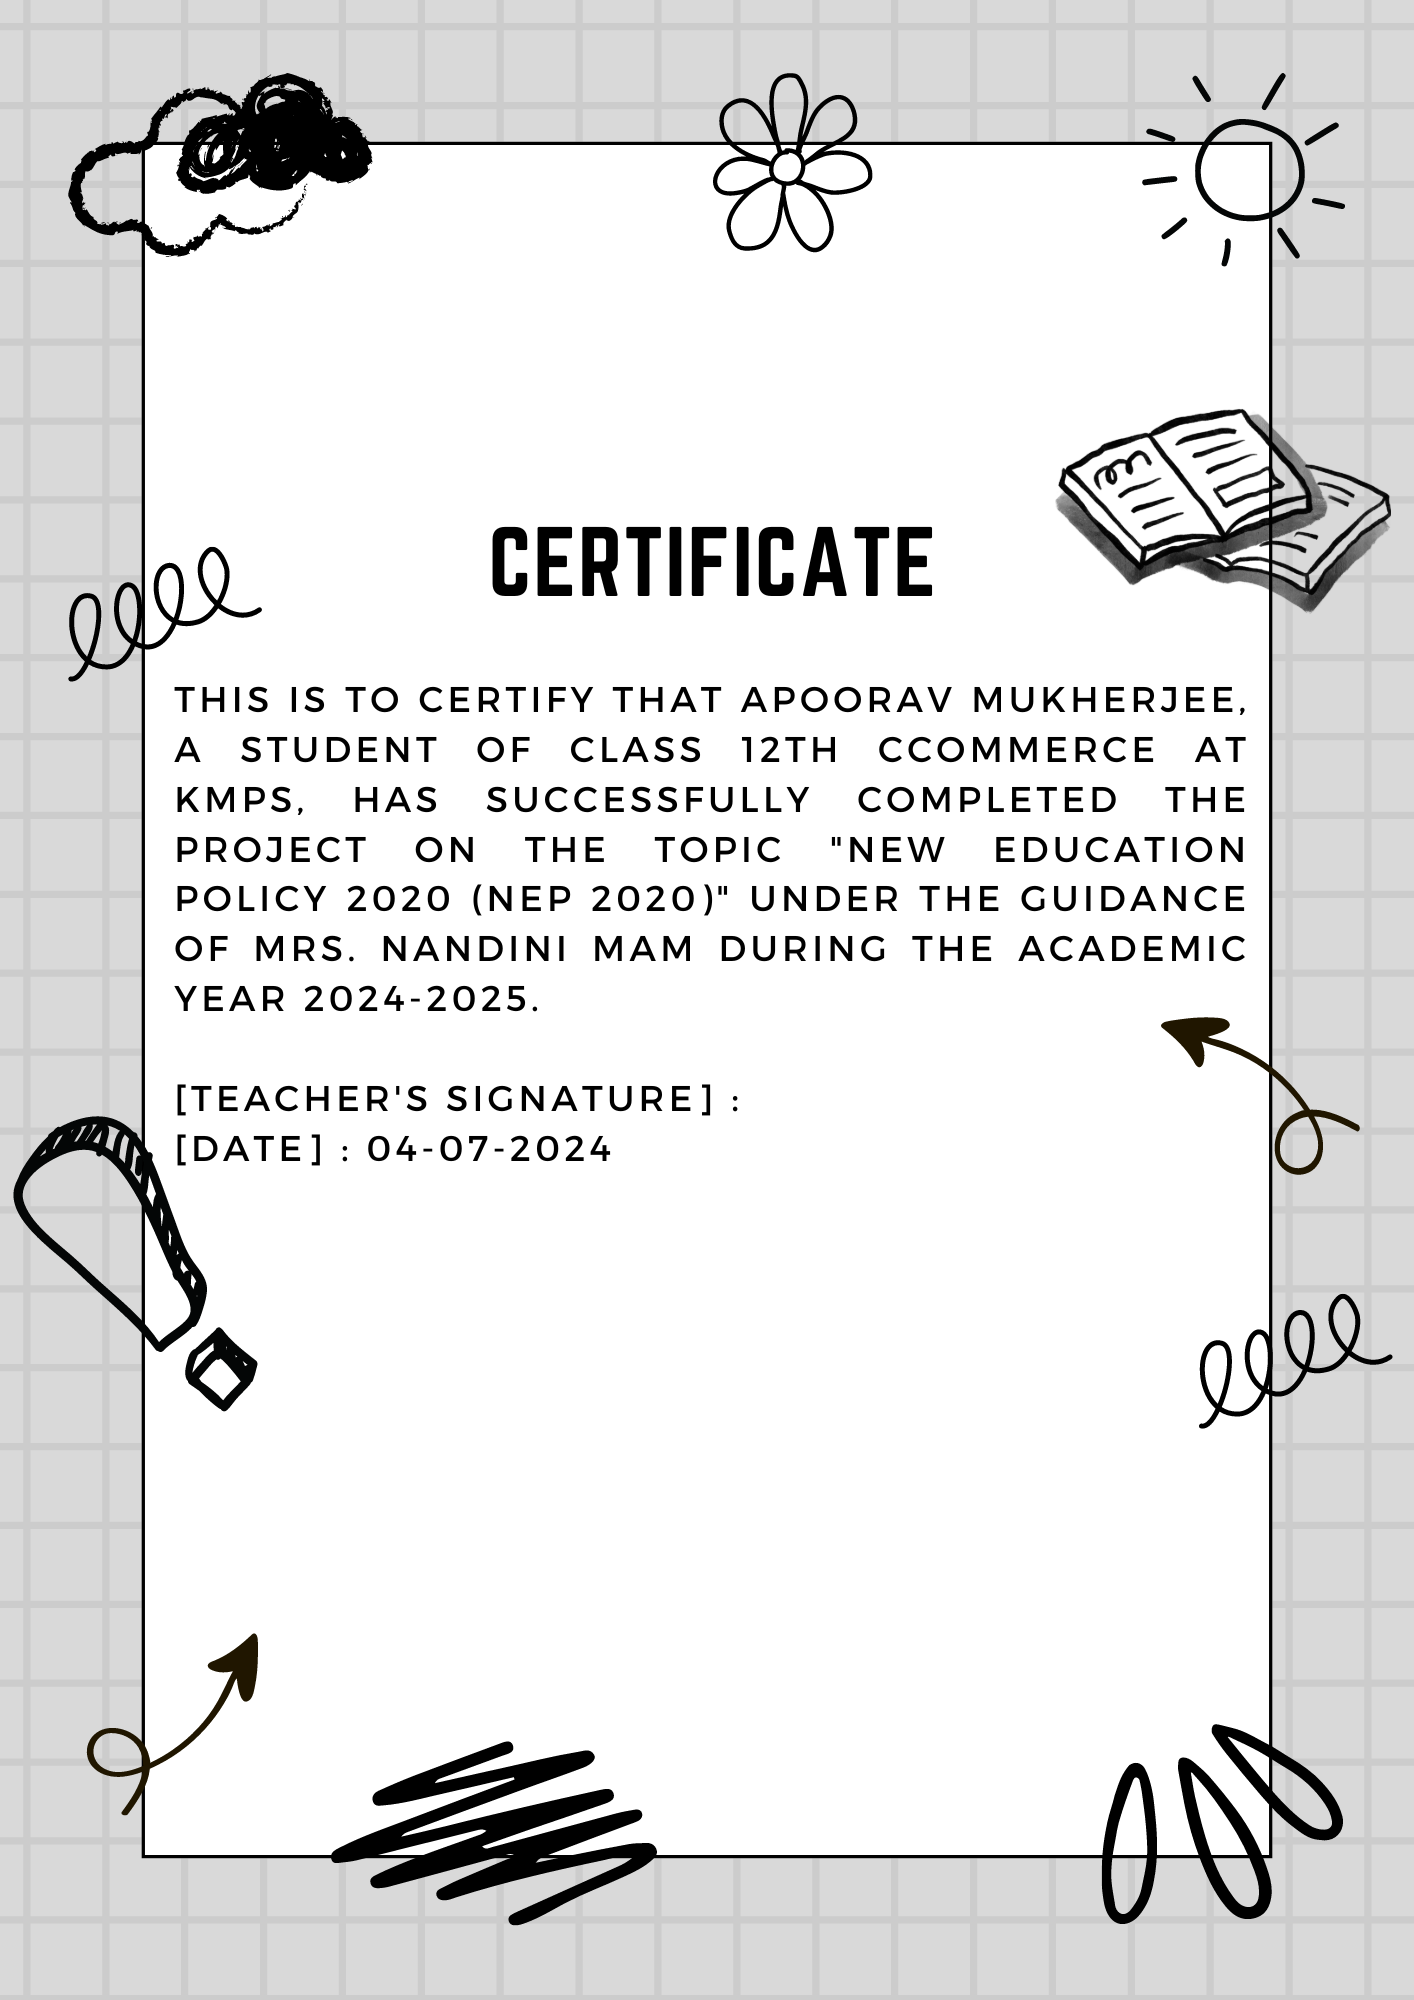 CERTIFICATE
THIS IS TO CERTIFY THAT APOORAV MUKHERJEE,
A STUDENT OF CLASS 12TH CCOMMERCE AT
KMPS, HAS SUCCESSFULLY COMPLETED THE
PROJECT ON THE TOPIC "NEW EDUCATION
POLICY 2020 (NEP 2020)" UNDER THE GUIDANCE
OF MRS. NANDINI MAM DURING THE ACADEMIC
YEAR 2024-2025.
[TEACHER'S SIGNATURE] :
[DATE] : 04-07-2024